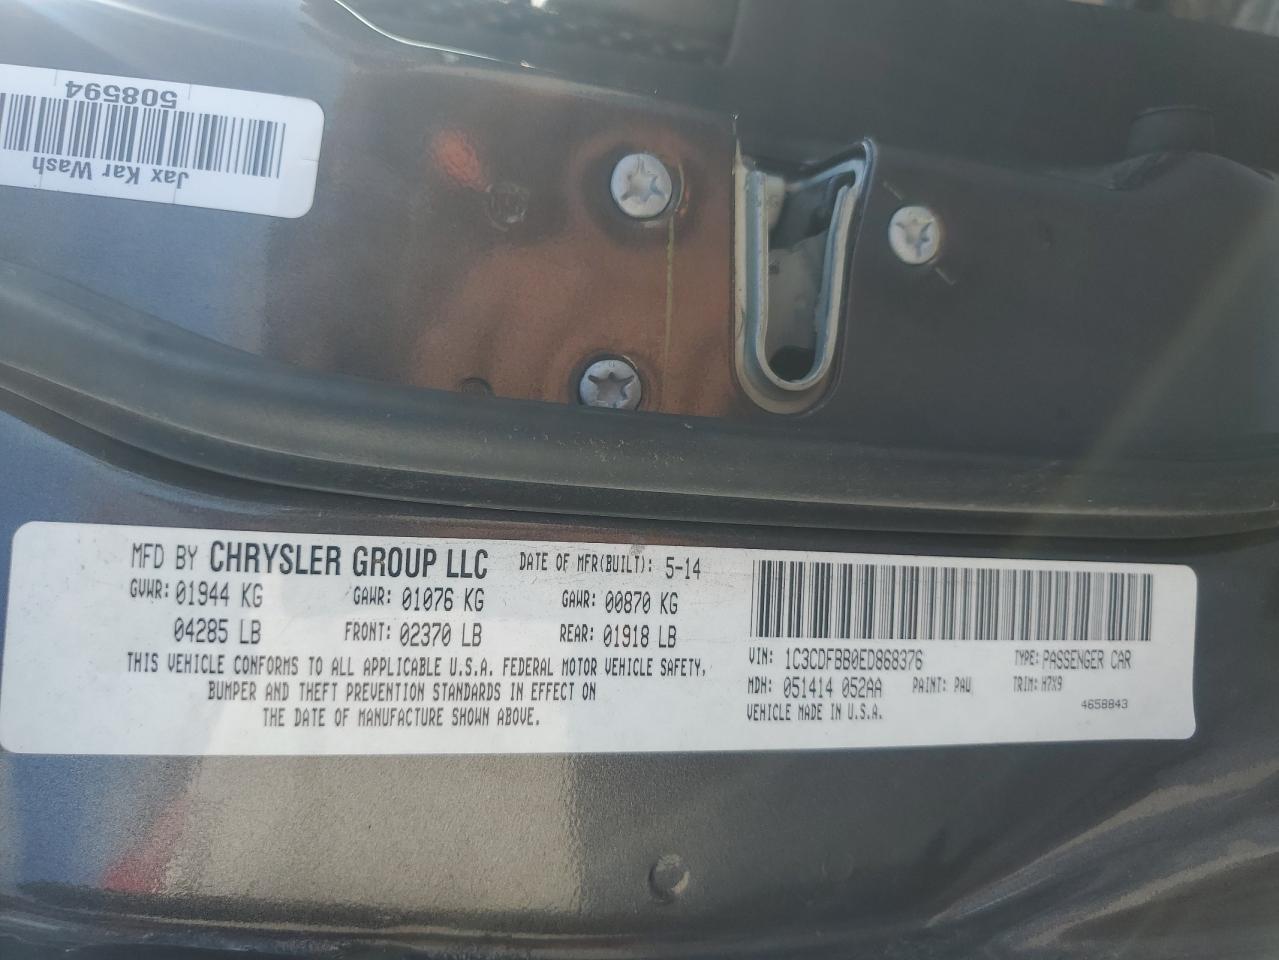 Jax Kar Wash
508594
MFD BY CHRYSLER GROUP LLC DATE OF MFR(BUILT): 5-14
GVWR: 01944 KG GAWR: 01076 KG GAWR: 00870 KG
04285 LB FRONT: 02370 LB REAR: 01918 LB
THIS VEHICLE CONFORMS TO ALL APPLICABLE U.S.A. FEDERAL MOTOR VEHICLE SAFETY,
BUMPER AND THEFT PREVENTION STANDARDS IN EFFECT ON
THE DATE OF MANUFACTURE SHOWN ABOVE.
VIN: 1C3CDFBB0ED868376 TYPE: PASSENGER CAR
MDH: 051414 052AA PAINT: PAU TRIM: H7X9
VEHICLE MADE IN U.S.A. 4658843